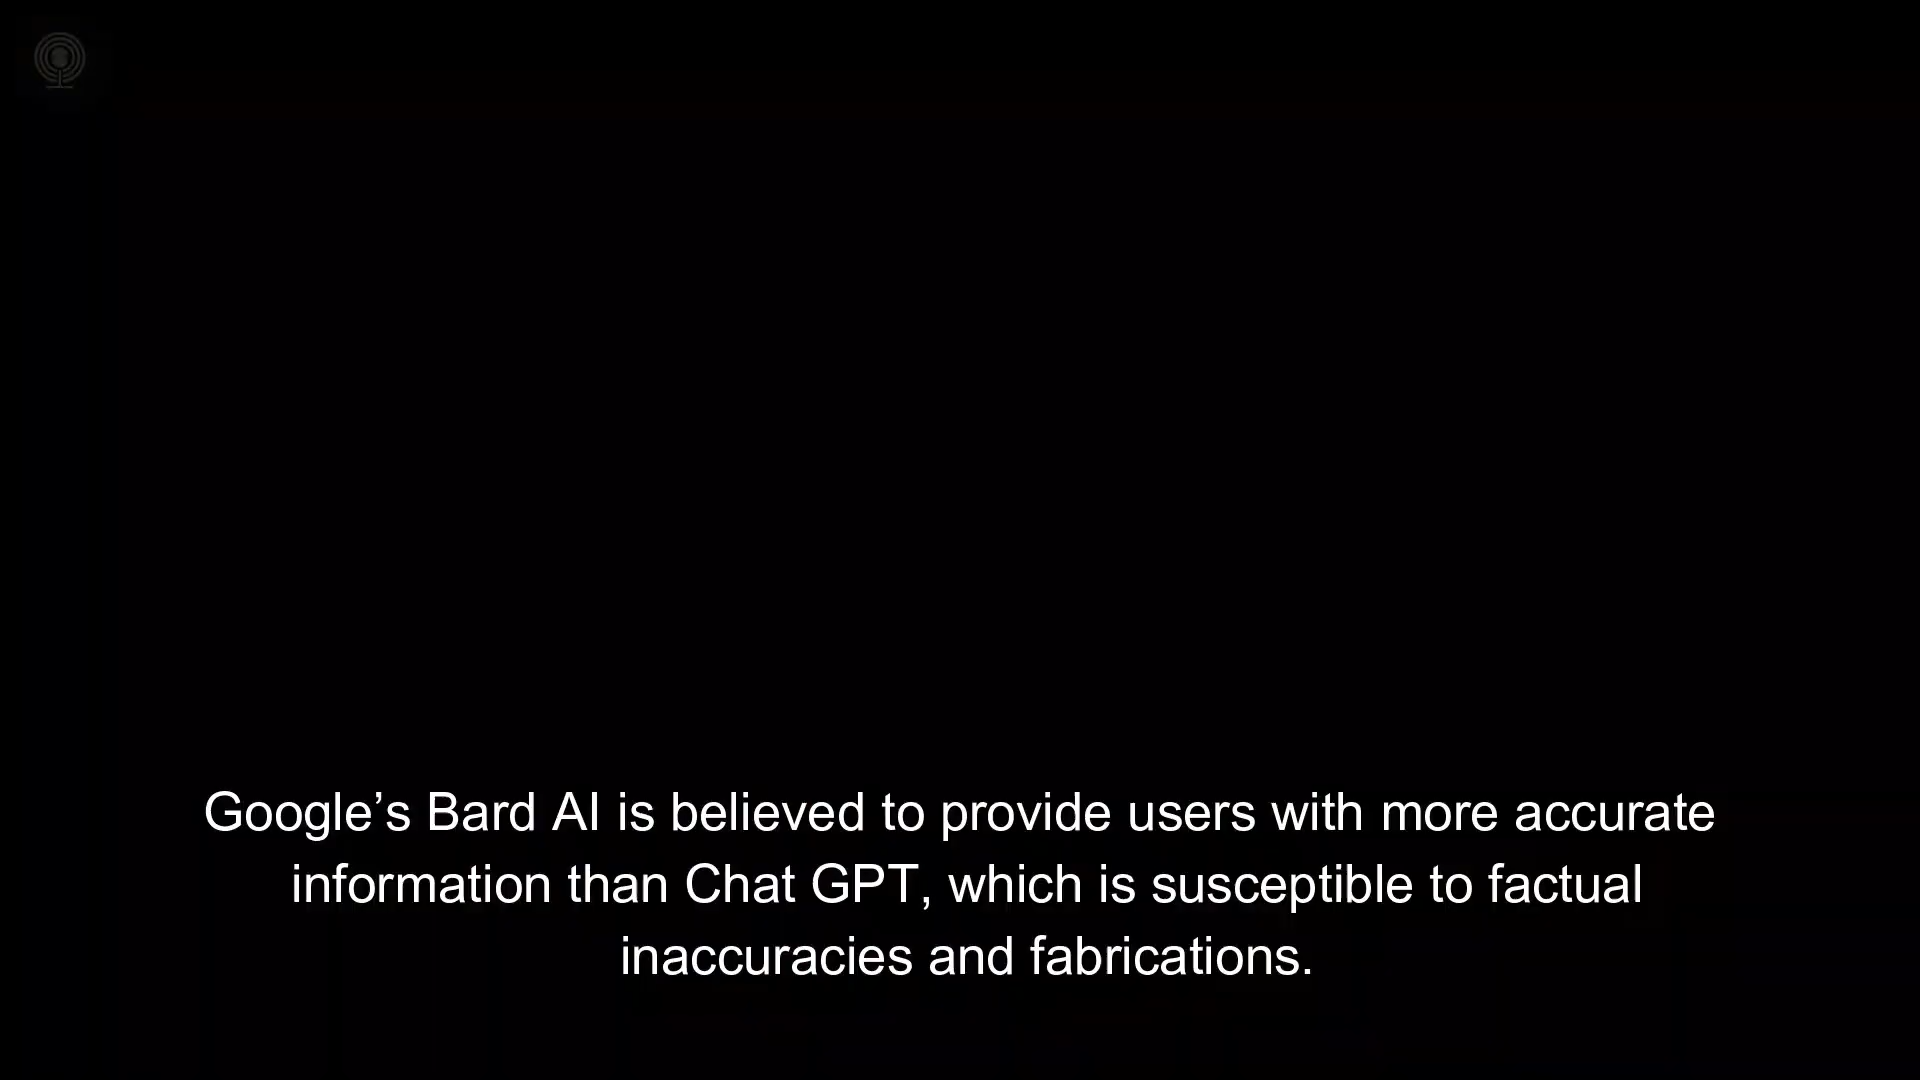 Google’s Bard AI is believed to provide users with more accurate
information than Chat GPT, which is susceptible to factual
inaccuracies and fabrications.